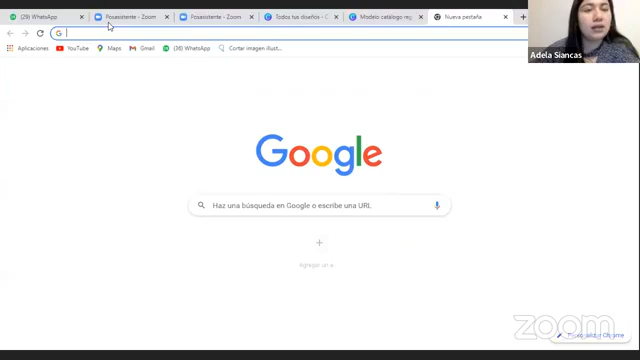 (29) WhatsApp
Posasistente - Zoom
Posasistente - Zoom
Todos tus diseños - C
Modelo catálogo reg
Nueva pestaña
Aplicaciones
YouTube
Maps
(36) WhatsApp
Cortar imagen ilust...
Adela Siancas
Google
Haz una búsqueda en Google o escribe una URL
Agregar un a
zoom
Chrome